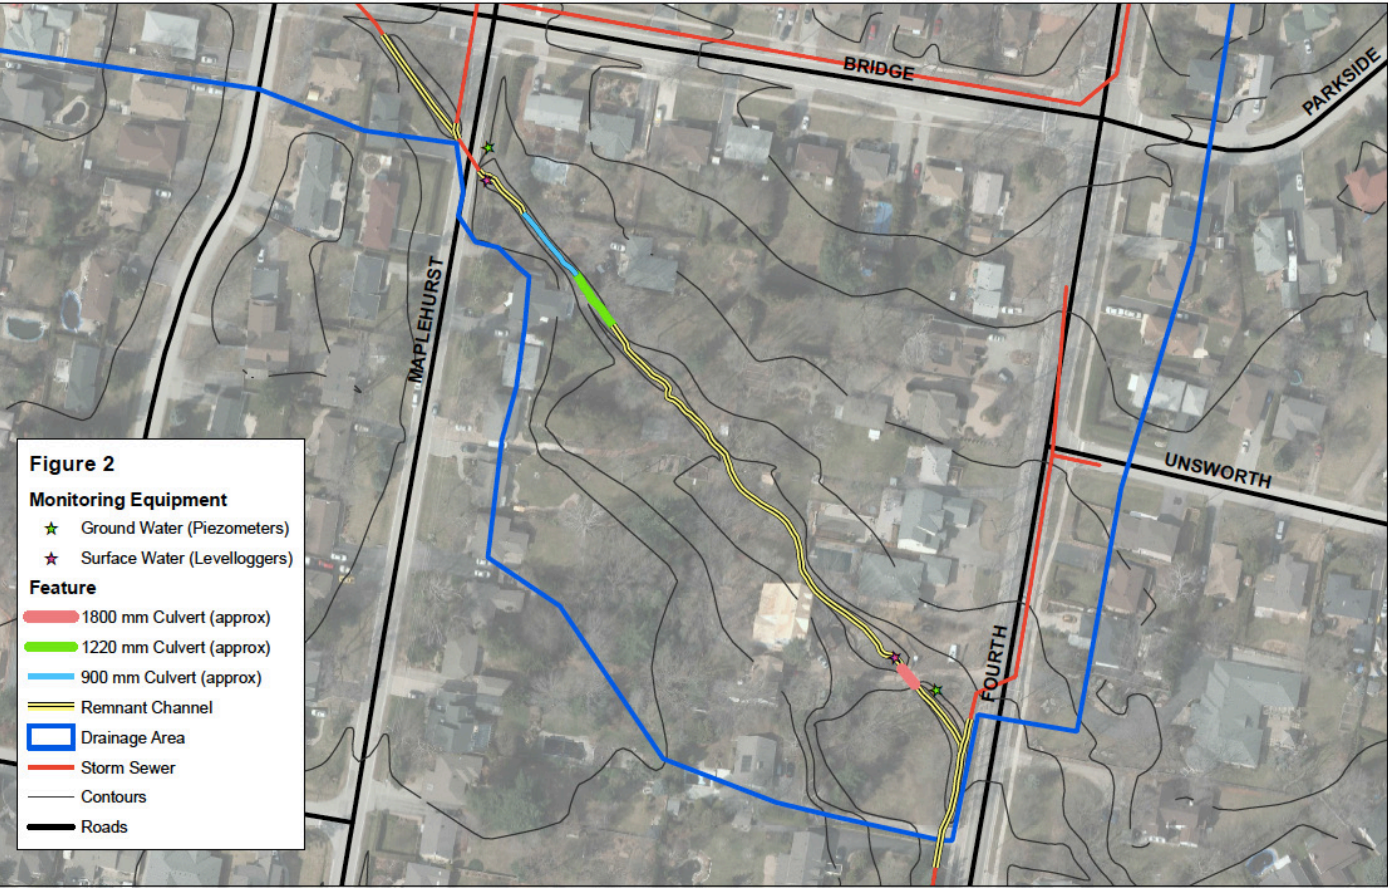 BRIDGE
PARKSIDE
MAPLEHURST
UNSWORTH
FOURTH
Figure 2
Monitoring Equipment
Ground Water (Piezometers)
Surface Water (Levelloggers)
Feature
1800 mm Culvert (approx)
1220 mm Culvert (approx)
900 mm Culvert (approx)
Remnant Channel
Drainage Area
Storm Sewer
Contours
Roads